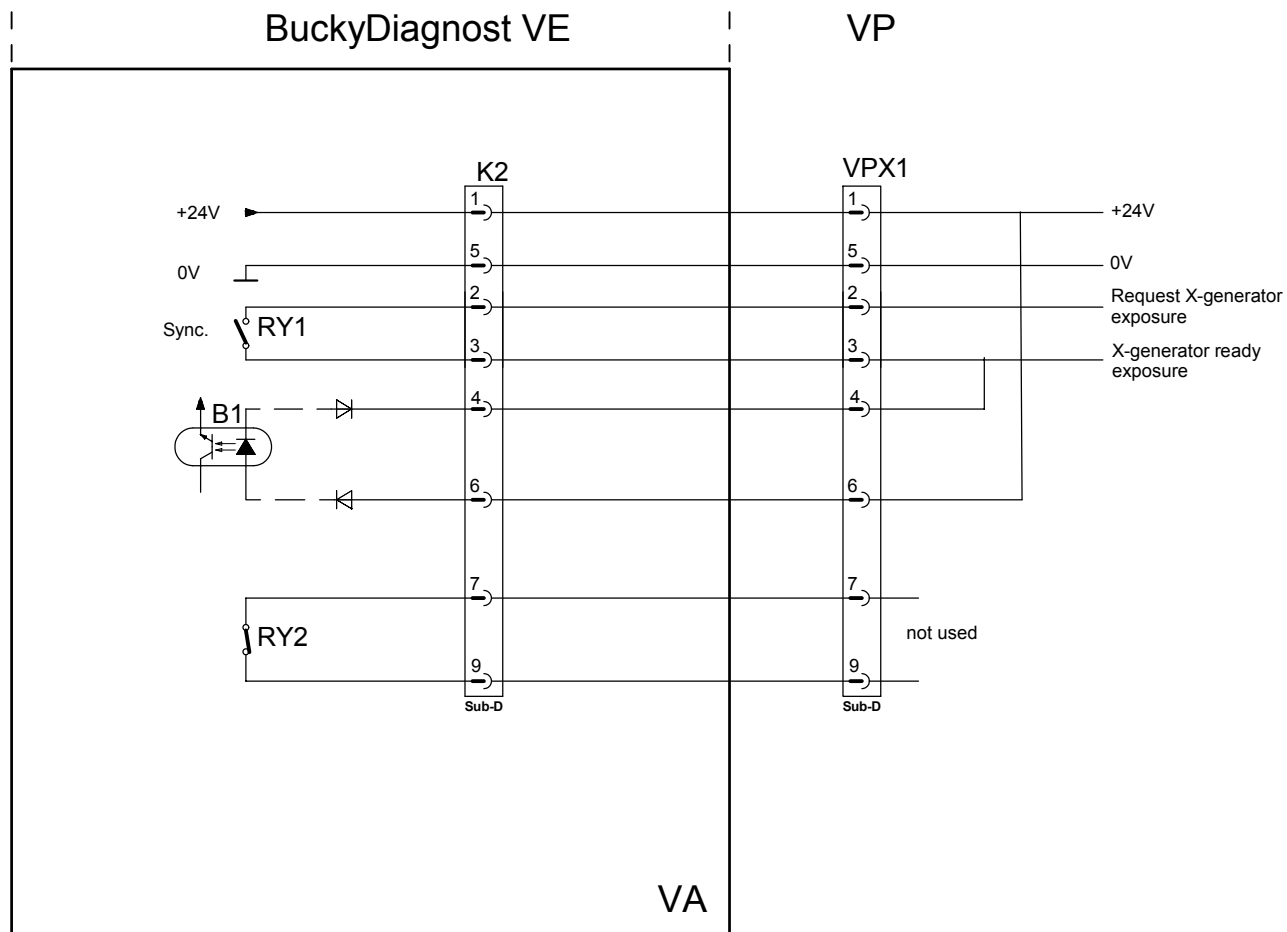 BuckyDiagnost VE
VP
K2
VPX1
+24V
1
1
+24V
0V
5
5
0V
Sync.
RY1
2
2
Request X-generator
exposure
3
3
X-generator ready
exposure
B1
4
4
6
6
RY2
7
7
not used
9
9
Sub-D
Sub-D
VA